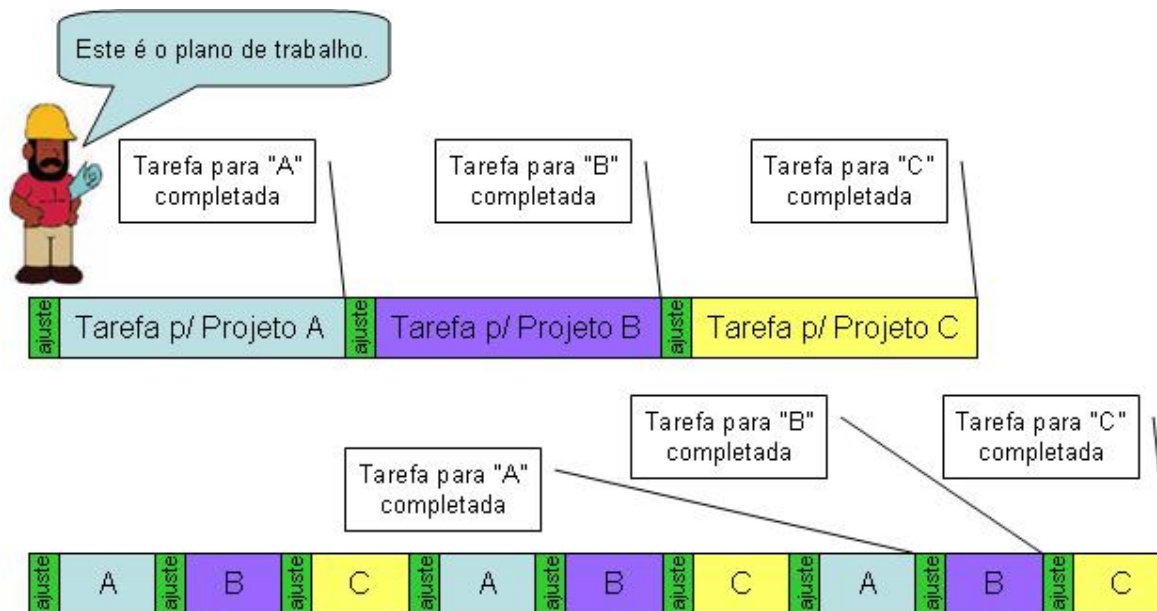 Este é o plano de trabalho.
Tarefa para "A"
completada
Tarefa para "B"
completada
Tarefa para "C"
completada
ajuste
Tarefa p/ Projeto A
ajuste
Tarefa p/ Projeto B
ajuste
Tarefa p/ Projeto C
Tarefa para "B"
completada
Tarefa para "C"
completada
Tarefa para "A"
completada
ajuste
A
ajuste
B
ajuste
C
ajuste
A
ajuste
B
ajuste
C
ajuste
A
ajuste
B
ajuste
C